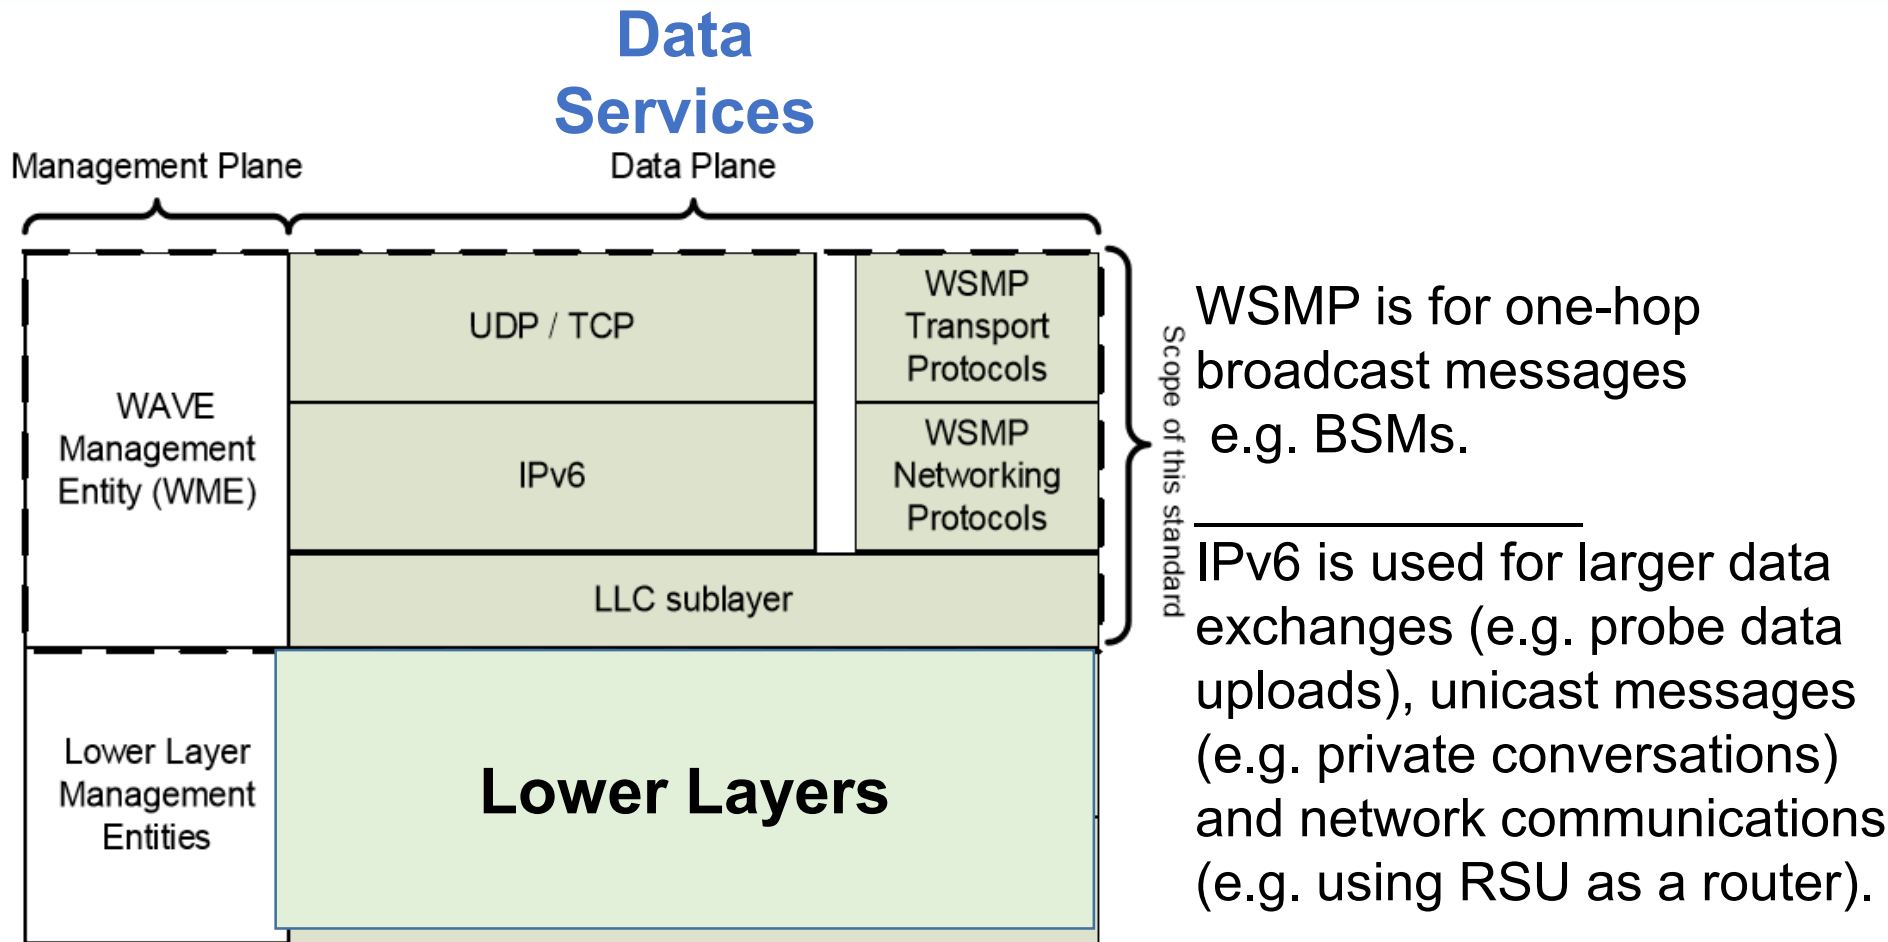 Data
Services
Management Plane
Data Plane
WAVE
Management
Entity (WME)
UDP / TCP
IPv6
WSMP
Transport
Protocols
WSMP
Networking
Protocols
LLC sublayer
Lower Layer
Management
Entities
Lower Layers
Scope of this standard
WSMP is for one-hop
broadcast messages
e.g. BSMs.
IPv6 is used for larger data
exchanges (e.g. probe data
uploads), unicast messages
(e.g. private conversations)
and network communications
(e.g. using RSU as a router).